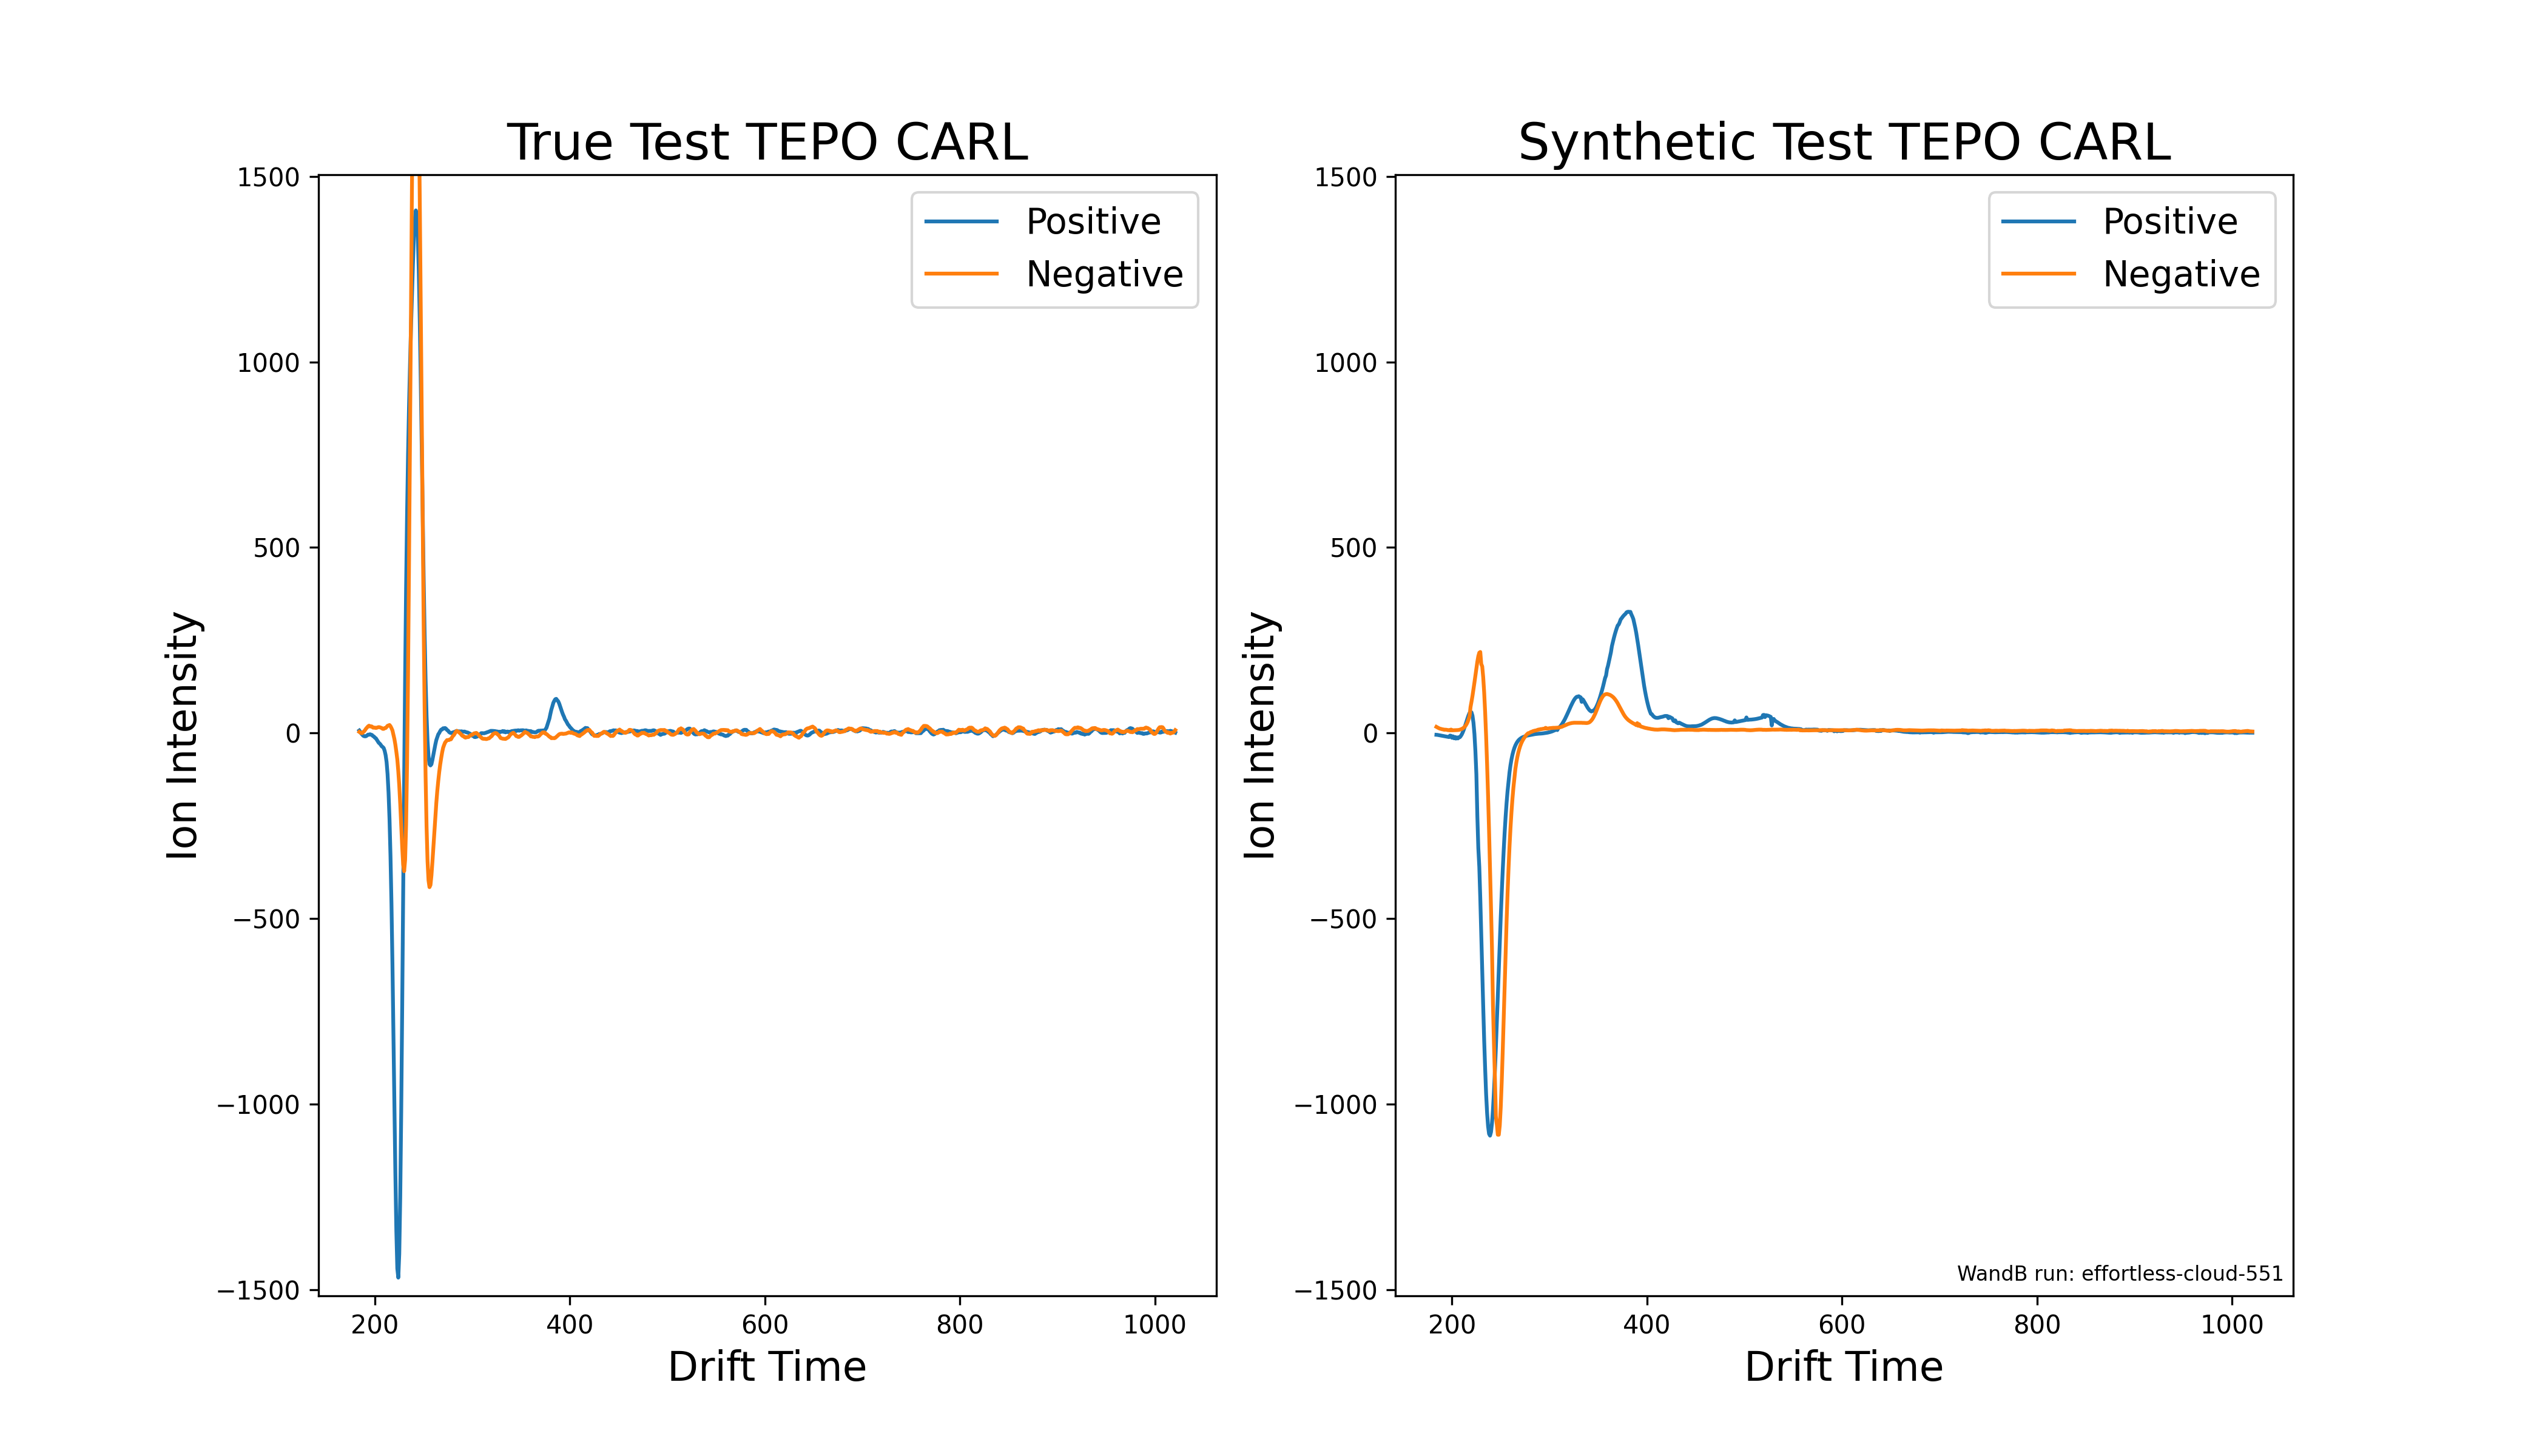 True Test TEPO CARL
Positive
Negative
1500
1000
500
0
−500
−1000
−1500
Ion Intensity
200
400
600
800
1000
Drift Time
Synthetic Test TEPO CARL
Positive
Negative
1500
1000
500
0
−500
−1000
−1500
Ion Intensity
WandB run: effortless-cloud-551
200
400
600
800
1000
Drift Time